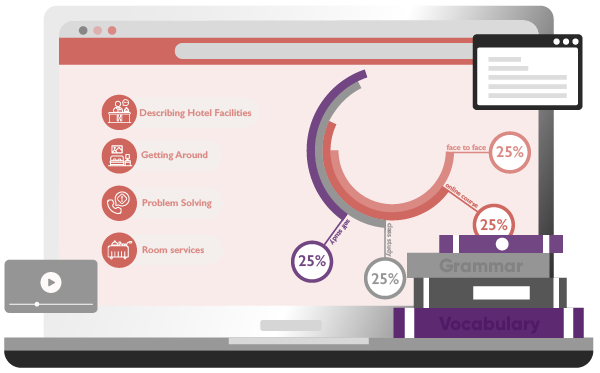 Describing Hotel Facilities
Getting Around
Problem Solving
Room services
face to face
25%
online course
25%
self study
25%
class study
25%
Grammar
Vocabulary